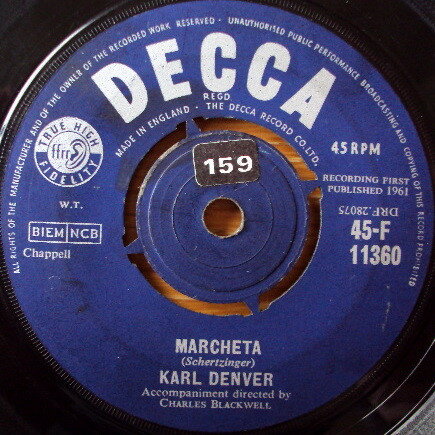 ALL RIGHTS OF THE MANUFACTURER AND OF THE OWNER OF THE RECORDED WORK RESERVED · UNAUTHORISED PUBLIC PERFORMANCE BROADCASTING AND COPYING OF THIS RECORD PROHIBITED
DECCA
REGD
MADE IN ENGLAND · THE DECCA RECORD CO. LTD.
TRUE HIGH
ffrr
FIDELITY
159
45 RPM
RECORDING FIRST
PUBLISHED 1961
DRF.28075
W.T.
BIEM NCB
Chappell
45-F
11360
MARCHETA
(Schertzinger)
KARL DENVER
Accompaniment directed by
CHARLES BLACKWELL